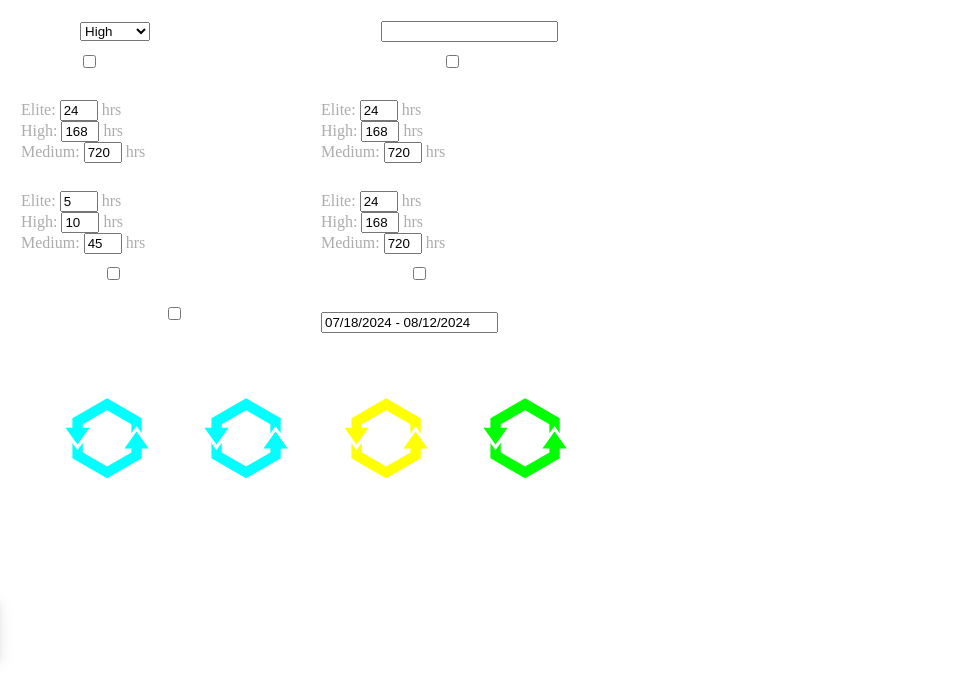 High
Elite: 24 hrs Elite: 24 hrs
High: 168 hrs High: 168 hrs
Medium: 720 hrs Medium: 720 hrs
Elite: 5 hrs Elite: 24 hrs
High: 10 hrs High: 168 hrs
Medium: 45 hrs Medium: 720 hrs
07/18/2024 - 08/12/2024